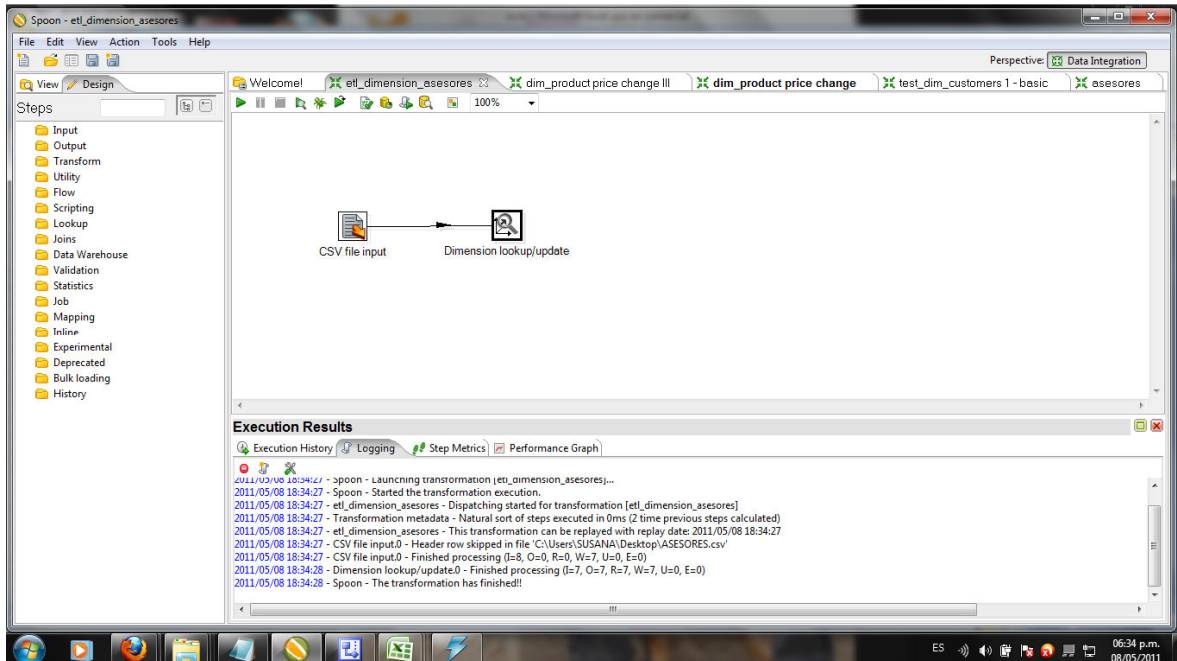 Spoon - etl_dimension_asesores
File Edit View Action Tools Help
Perspective: Data Integration
View Design
Welcome! etl_dimension_asesores dim_product price change III dim_product price change test_dim_customers 1 - basic asesores
Steps
100%
Input
Output
Transform
Utility
Flow
Scripting
Lookup
Joins
Data Warehouse
Validation
Statistics
Job
Mapping
Inline
Experimental
Deprecated
Bulk loading
History
CSV file input
Dimension lookup/update
Execution Results
Execution History Logging Step Metrics Performance Graph
2011/05/08 18:34:27 - Spoon - Launching transformation [etl_dimension_asesores]...
2011/05/08 18:34:27 - Spoon - Started the transformation execution.
2011/05/08 18:34:27 - etl_dimension_asesores - Dispatching started for transformation [etl_dimension_asesores]
2011/05/08 18:34:27 - Transformation metadata - Natural sort of steps executed in 0ms (2 time previous steps calculated)
2011/05/08 18:34:27 - etl_dimension_asesores - This transformation can be replayed with replay date: 2011/05/08 18:34:27
2011/05/08 18:34:27 - CSV file input.0 - Header row skipped in file 'C:\Users\SUSANA\Desktop\ASESORES.csv'
2011/05/08 18:34:27 - CSV file input.0 - Finished processing (I=8, O=0, R=0, W=7, U=0, E=0)
2011/05/08 18:34:28 - Dimension lookup/update.0 - Finished processing (I=7, O=7, R=7, W=7, U=0, E=0)
2011/05/08 18:34:28 - Spoon - The transformation has finished!!
ES
06:34 p.m.
08/05/2011